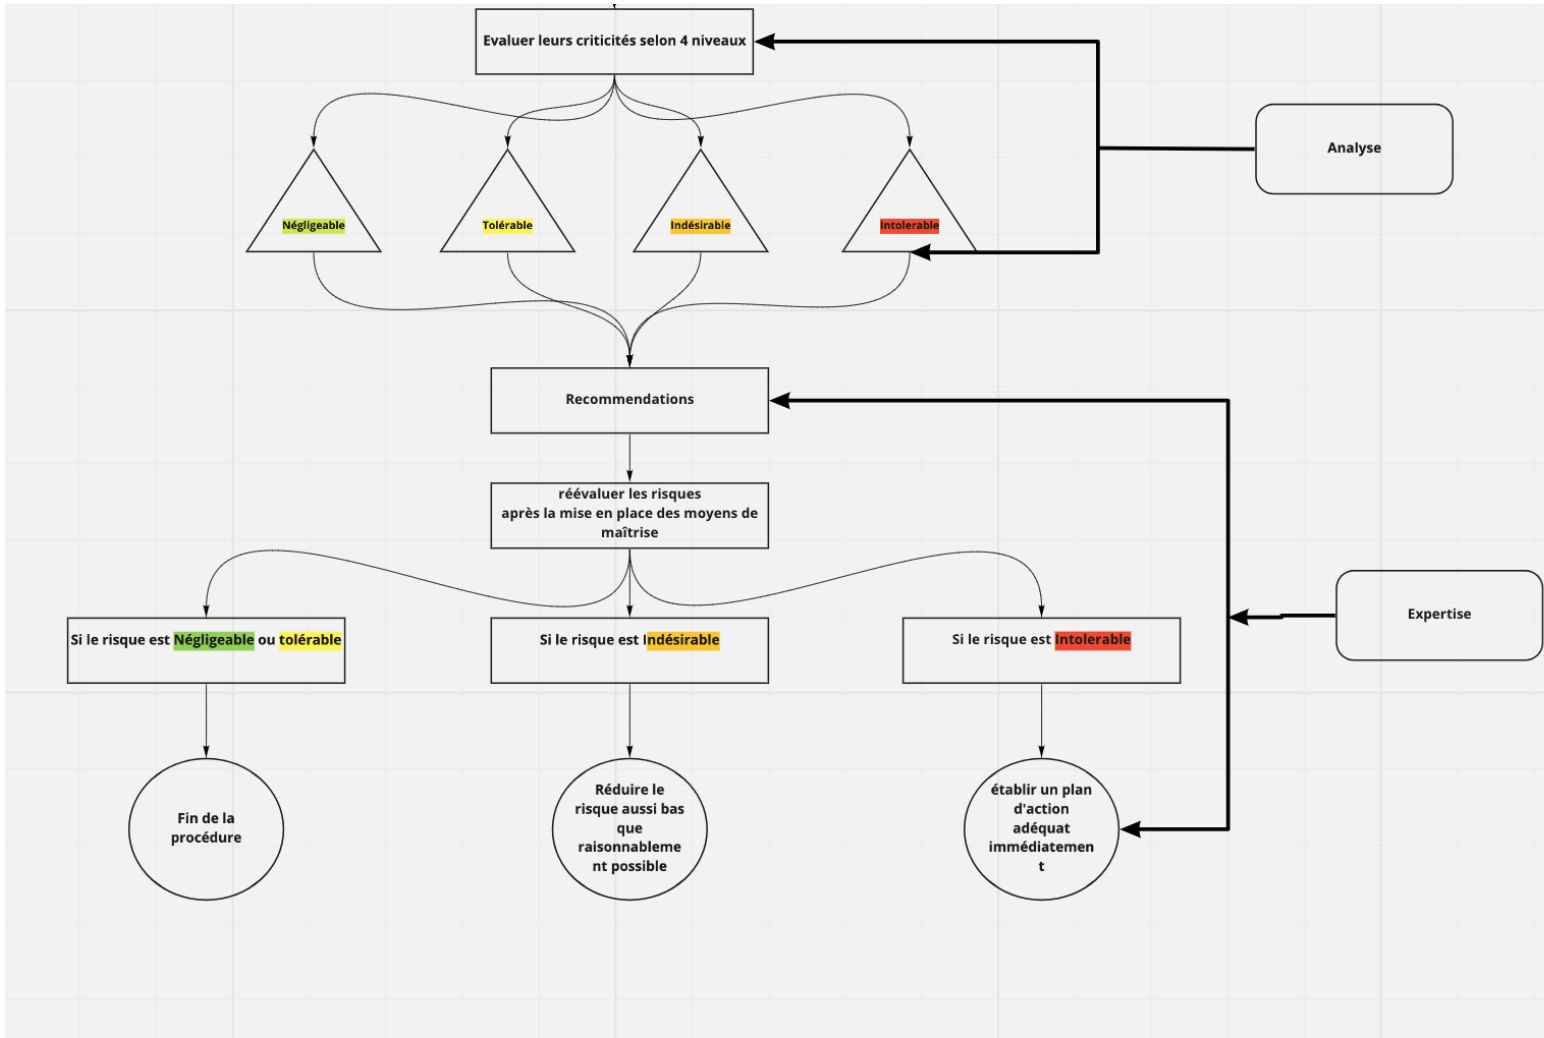 Evaluer leurs criticités selon 4 niveaux
Analyse
Négligeable
Tolérable
Indésirable
Intolerable
Recommendations
réévaluer les risques
après la mise en place des moyens de
maîtrise
Expertise
Si le risque est Négligeable ou tolérable
Si le risque est Indésirable
Si le risque est Intolerable
Fin de la
procédure
Réduire le
risque aussi bas
que
raisonnableme
nt possible
établir un plan
d'action
adéquat
immédiatemen
t